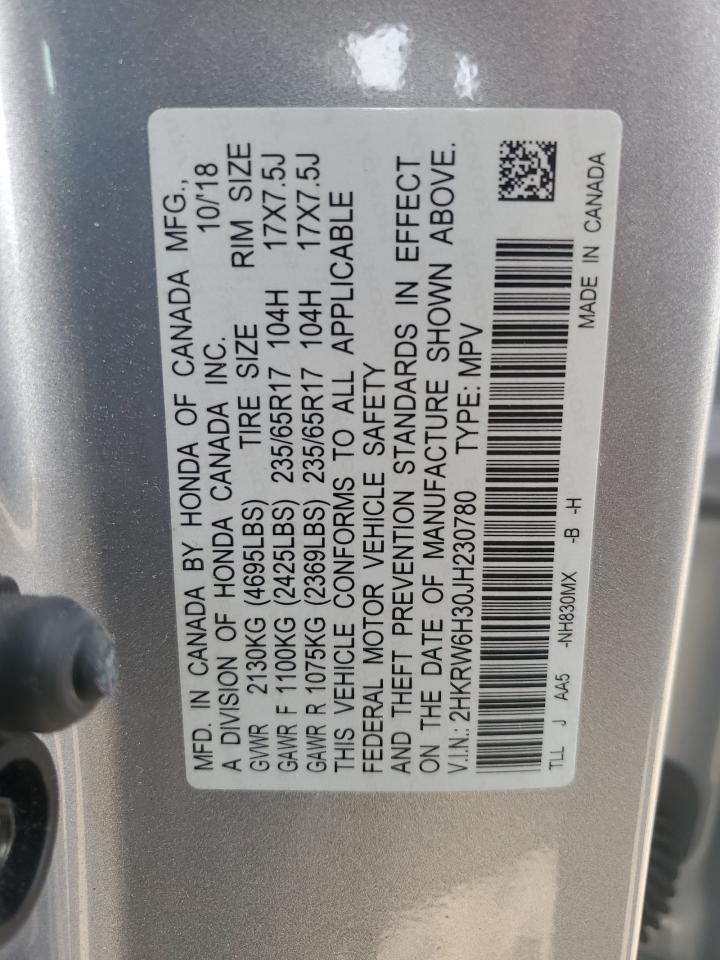 MFD. IN CANADA BY HONDA OF CANADA MFG.,
A DIVISION OF HONDA CANADA INC. 10/'18
GVWR 2130KG (4695LBS) TIRE SIZE RIM SIZE
GAWR F 1100KG (2425LBS) 235/65R17 104H 17X7.5J
GAWR R 1075KG (2369LBS) 235/65R17 104H 17X7.5J
THIS VEHICLE CONFORMS TO ALL APPLICABLE
FEDERAL MOTOR VEHICLE SAFETY
AND THEFT PREVENTION STANDARDS IN EFFECT
ON THE DATE OF MANUFACTURE SHOWN ABOVE.
V.I.N.: 2HKRW6H30JH230780 TYPE: MPV
TLL J AA5 -NH830MX -B -H
MADE IN CANADA